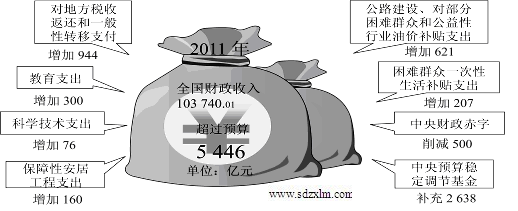 对地方税收
返还和一般
性转移支付
增加 944
教育支出
增加 300
科学技术支出
增加 76
保障性安居
工程支出
增加 160
2011 年
全国财政收入
103 740.01
超过预算
5 446
单位：亿元
公路建设、对部分
困难群众和公益性
行业油价补贴支出
增加 621
困难群众一次性
生活补贴支出
增加 207
中央财政赤字
削减 500
中央预算稳
定调节基金
补充 2 638
www.sdzxlm.com